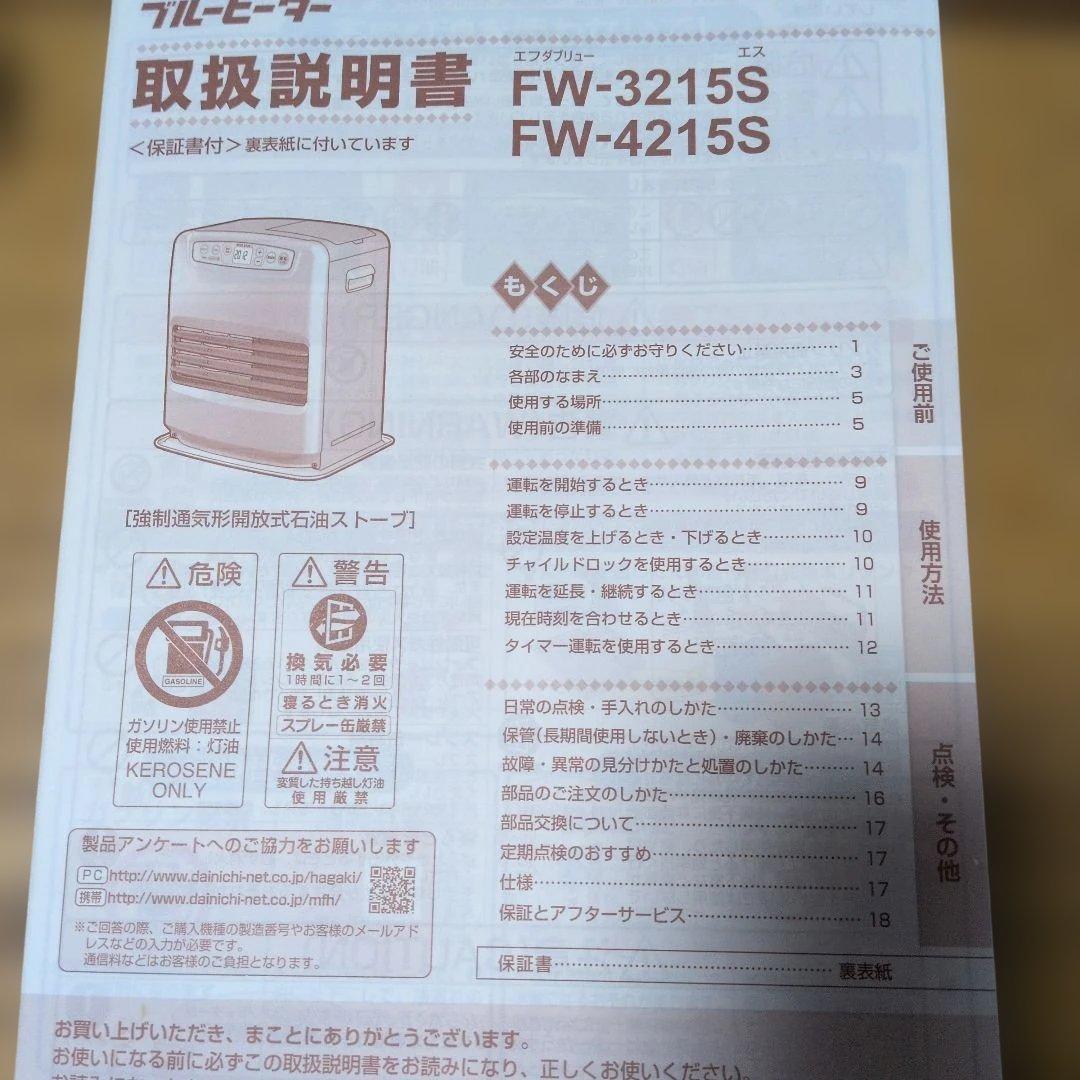 ブルーヒーター
取扱説明書
＜保証書付＞裏表紙に付いています
エフダブリュー エス
FW-3215S
FW-4215S
2012
[強制通気形開放式石油ストーブ]
危険
GASOLINE
ガソリン使用禁止
使用燃料：灯油
KEROSENE
ONLY
警告
換気必要
1時間に1～2回
寝るとき消火
スプレー缶厳禁
注意
変質した持ち越し灯油
使用厳禁
製品アンケートへのご協力をお願いします
PC http://www.dainichi-net.co.jp/hagaki/
携帯 http://www.dainichi-net.co.jp/mfh/
※ご回答の際、ご購入機種の製造番号やお客様のメールアド
レスなどの入力が必要です。
通信料などはお客様のご負担となります。
もくじ
安全のために必ずお守りください……………… 1
各部のなまえ……………………………… 3
使用する場所……………………………… 5
使用前の準備……………………………… 5
ご使用前
運転を開始するとき………………………… 9
運転を停止するとき………………………… 9
設定温度を上げるとき・下げるとき…………… 10
チャイルドロックを使用するとき……………… 10
運転を延長・継続するとき…………………… 11
現在時刻を合わせるとき……………………… 11
タイマー運転を使用するとき………………… 12
使用方法
日常の点検・手入れのしかた………………… 13
保管(長期間使用しないとき)・廃棄のしかた… 14
故障・異常の見分けかたと処置のしかた……… 14
部品のご注文のしかた……………………… 16
部品交換について…………………………… 17
定期点検のおすすめ………………………… 17
仕様………………………………………… 17
保証とアフターサービス……………………… 18
点検・その他
保証書…………………………………… 裏表紙
お買い上げいただき、まことにありがとうございます。
お使いになる前に必ずこの取扱説明書をお読みになり、正しくお使いください。